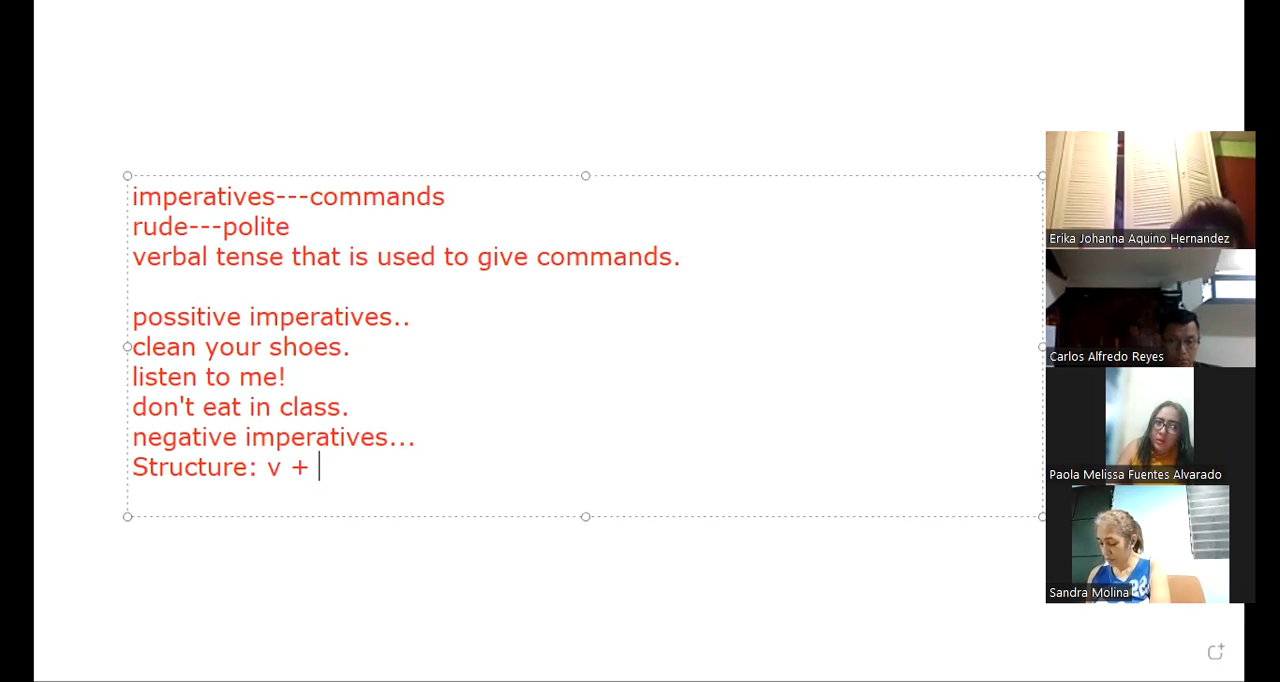 imperatives---commands
rude---polite
verbal tense that is used to give commands.
possitive imperatives..
clean your shoes.
listen to me!
don't eat in class.
negative imperatives...
Structure: v +
Erika Johanna Aquino Hernandez
Carlos Alfredo Reyes
Paola Melissa Fuentes Alvarado
Sandra Molina